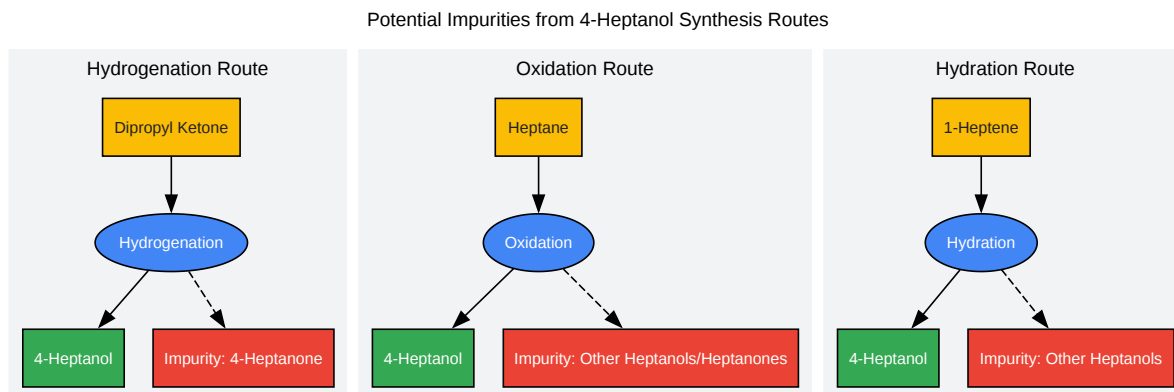 Potential Impurities from 4-Heptanol Synthesis Routes
Hydrogenation Route
Dipropyl Ketone
Hydrogenation
4-Heptanol
Impurity: 4-Heptanone
Oxidation Route
Heptane
Oxidation
4-Heptanol
Impurity: Other Heptanols/Heptanones
Hydration Route
1-Heptene
Hydration
4-Heptanol
Impurity: Other Heptanols